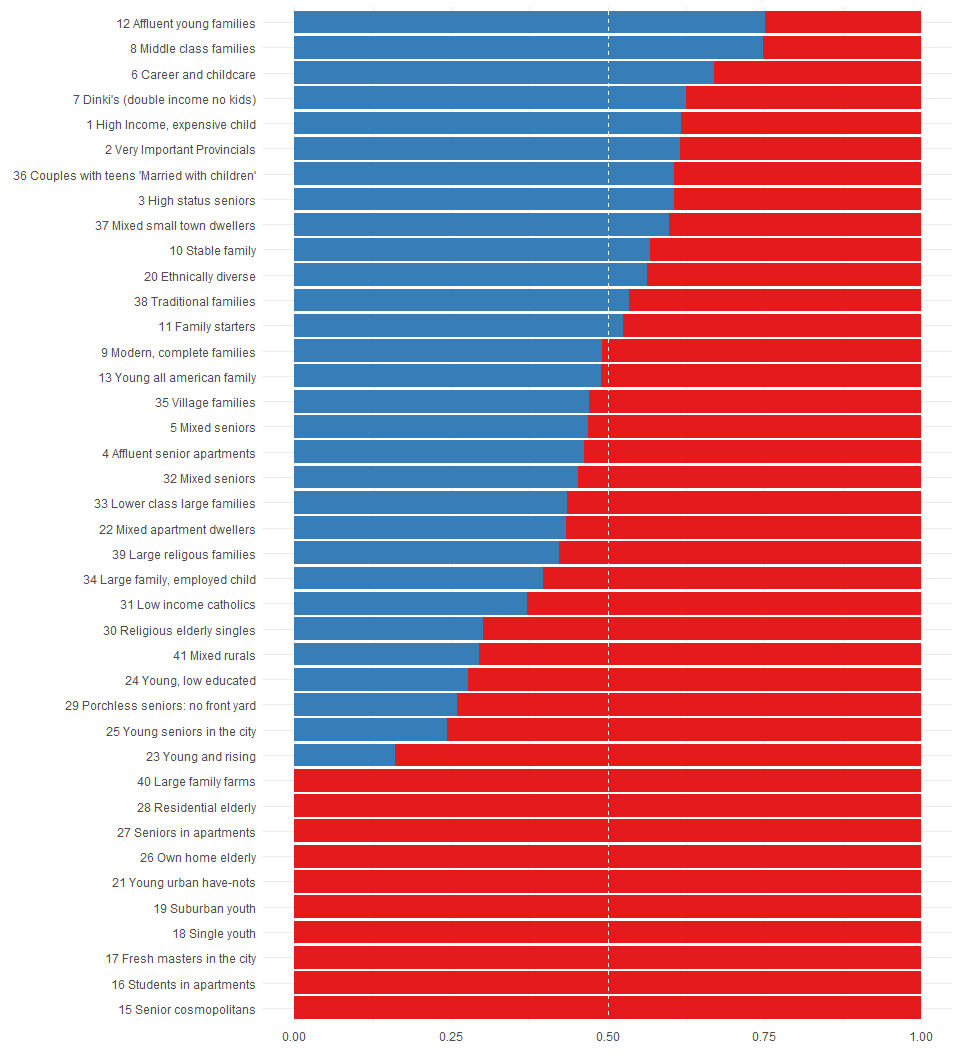 12 Affluent young families
8 Middle class families
6 Career and childcare
7 Dinki's (double income no kids)
1 High Income, expensive child
2 Very Important Provincials
36 Couples with teens 'Married with children'
3 High status seniors
37 Mixed small town dwellers
10 Stable family
20 Ethnically diverse
38 Traditional families
11 Family starters
9 Modern, complete families
13 Young all american family
35 Village families
5 Mixed seniors
4 Affluent senior apartments
32 Mixed seniors
33 Lower class large families
22 Mixed apartment dwellers
39 Large religous families
34 Large family, employed child
31 Low income catholics
30 Religious elderly singles
41 Mixed rurals
24 Young, low educated
29 Porchless seniors: no front yard
25 Young seniors in the city
23 Young and rising
40 Large family farms
28 Residential elderly
27 Seniors in apartments
26 Own home elderly
21 Young urban have-nots
19 Suburban youth
18 Single youth
17 Fresh masters in the city
16 Students in apartments
15 Senior cosmopolitans
0.00 0.25 0.50 0.75 1.00